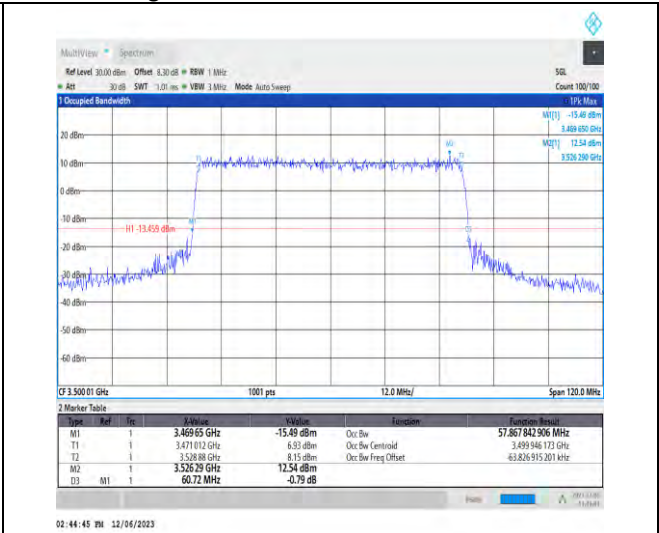 MultiView Spectrum
Ref Level 30.00 dBm Offset 8.30 dB RBW 1 MHz SGL
Att 30 dB SWT 1.01 ms VBW 3 MHz Mode Auto Sweep Count 100/100
1 Occupied Bandwidth 1Pk Max
M1[1] -15.49 dBm
3.469 650 GHz
20 dBm M2[1] 12.54 dBm
3.526 290 GHz
M2
10 dBm T1 T2
0 dBm
-10 dBm
M1
H1 -13.459 dBm D3
-20 dBm
-30 dBm
-40 dBm
-50 dBm
-60 dBm
CF 3.500 01 GHz 1001 pts 12.0 MHz/ Span 120.0 MHz
2 Marker Table
Type Ref Trc X-Value Y-Value Function Function Result
M1 1 3.469 65 GHz -15.49 dBm Occ Bw 57.867 842 906 MHz
T1 1 3.471 012 GHz 6.93 dBm Occ Bw Centroid 3.499 946 173 GHz
T2 1 3.528 88 GHz 8.15 dBm Occ Bw Freq Offset -63.826 915 201 kHz
M2 1 3.526 29 GHz 12.54 dBm
D3 M1 1 60.72 MHz -0.79 dB
02:44:45 PM 12/06/2023